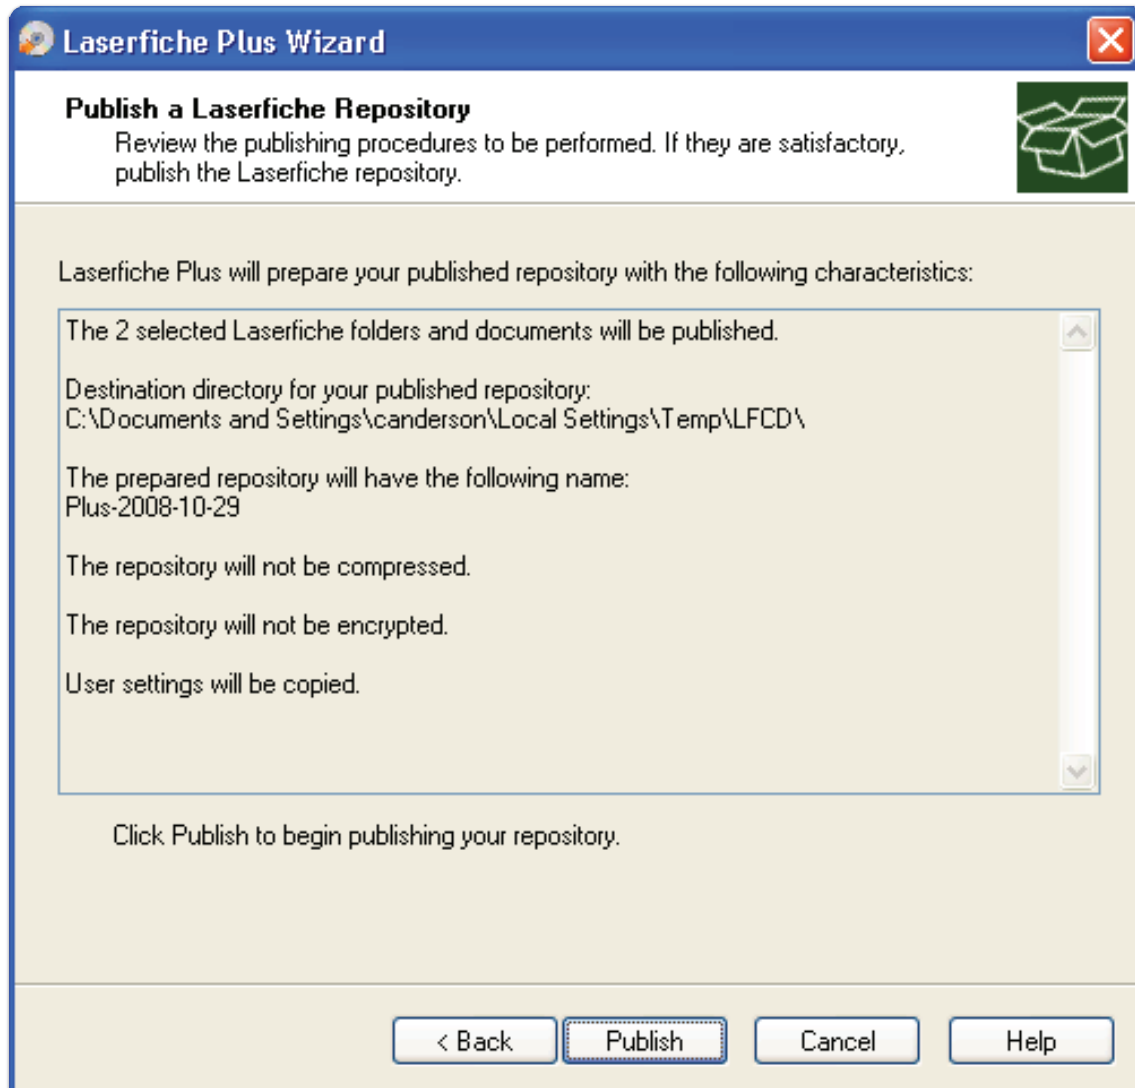 Laserfiche Plus Wizard
Publish a Laserfiche Repository
Review the publishing procedures to be performed. If they are satisfactory,
publish the Laserfiche repository.
Laserfiche Plus will prepare your published repository with the following characteristics:
The 2 selected Laserfiche folders and documents will be published.
Destination directory for your published repository:
C:\Documents and Settings\canderson\Local Settings\Temp\LFCD\
The prepared repository will have the following name:
Plus-2008-10-29
The repository will not be compressed.
The repository will not be encrypted.
User settings will be copied.
Click Publish to begin publishing your repository.
< Back Publish Cancel Help